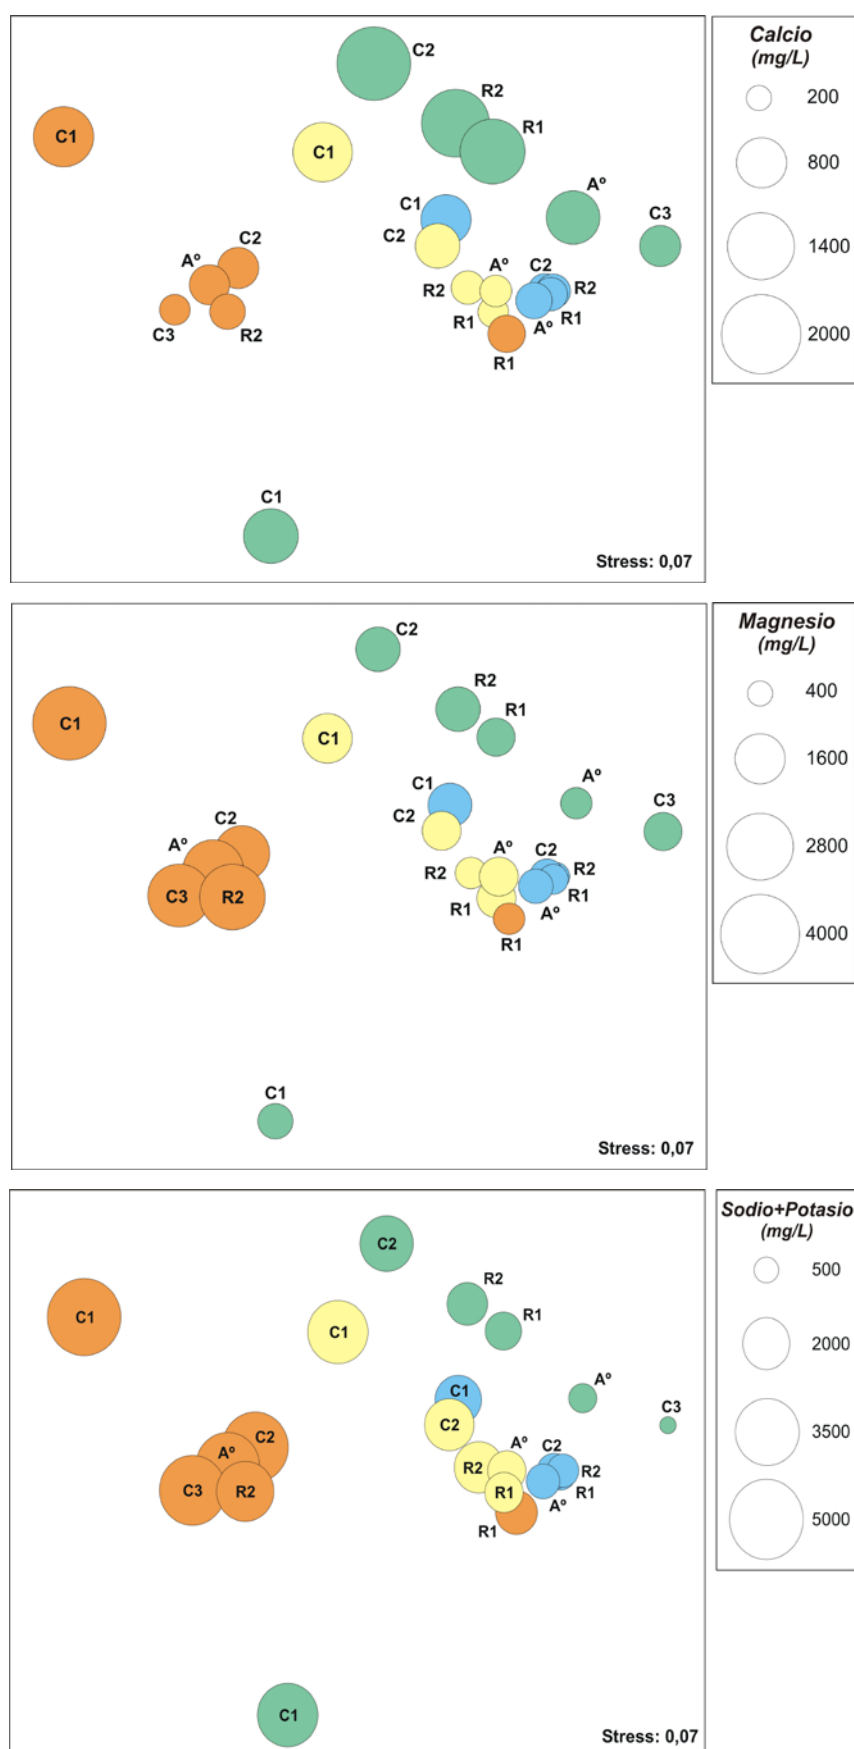 Calcio
(mg/L)
200
800
1400
2000
C2
R2
R1
C1
C1
Aº
C3
C1
C2
C2
Aº
C3
R2
R2
Aº
R1
R1
C2
R2
R1
Aº
C1
Stress: 0,07
Magnesio
(mg/L)
400
1600
2800
4000
C2
R2
R1
C1
C1
Aº
C3
C1
C2
C2
Aº
C3
R2
R2
Aº
R1
R1
C2
R2
R1
Aº
C1
Stress: 0,07
Sodio+Potasio
(mg/L)
500
2000
3500
5000
C2
R2
R1
C1
C1
Aº
C3
C1
C2
C2
Aº
C3
R2
R2
Aº
R1
R1
C2
R2
R1
Aº
C1
Stress: 0,07